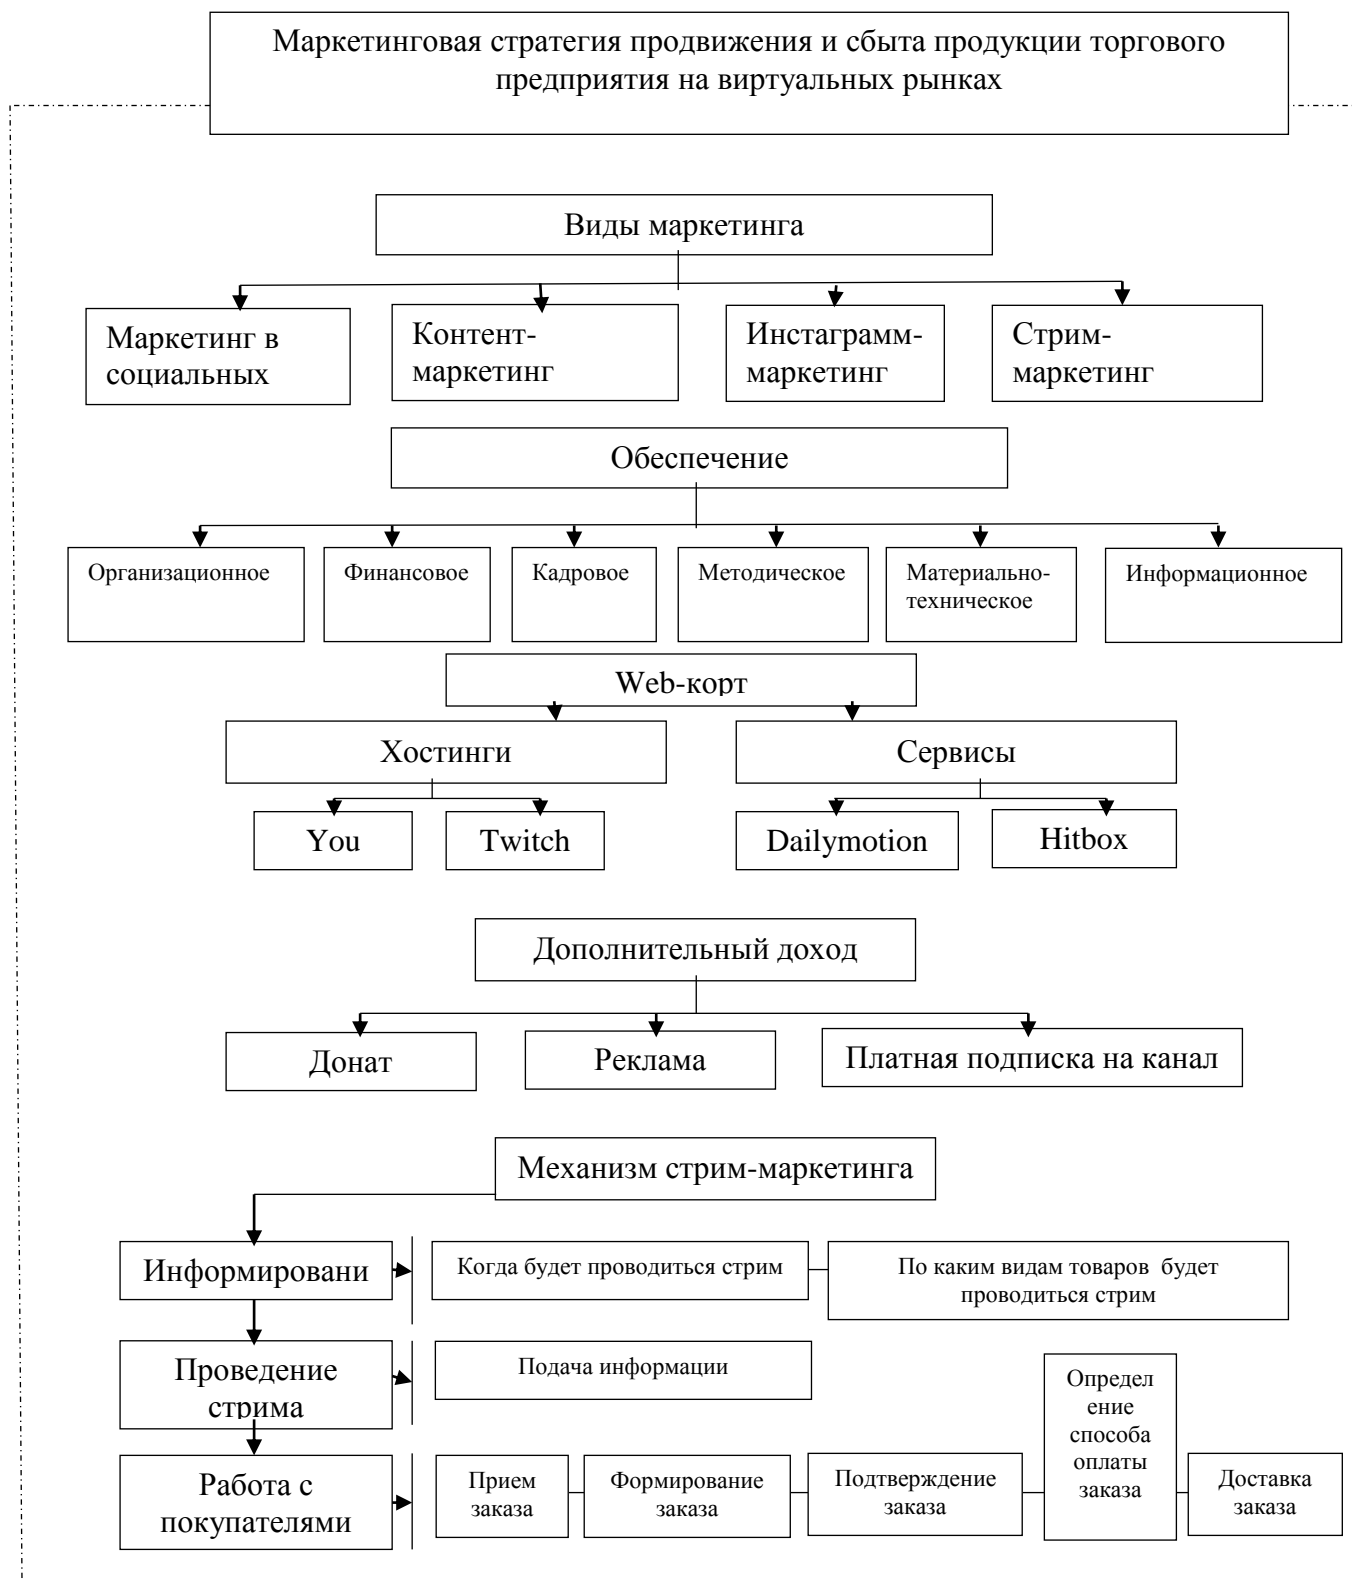 Маркетинговая стратегия продвижения и сбыта продукции торгового
предприятия на виртуальных рынках
Виды маркетинга
Маркетинг в
социальных
Контент-
маркетинг
Инстаграмм-
маркетинг
Стрим-
маркетинг
Обеспечение
Организационное
Финансовое
Кадровое
Методическое
Материально-
техническое
Информационное
Web-корт
Хостинги
Сервисы
You
Twitch
Dailymotion
Hitbox
Дополнительный доход
Донат
Реклама
Платная подписка на канал
Механизм стрим-маркетинга
Информировани
Когда будет проводиться стрим
По каким видам товаров будет
проводиться стрим
Проведение
стрима
Подача информации
Работа с
покупателями
Прием
заказа
Формирование
заказа
Подтверждение
заказа
Определ
ение
способа
оплаты
заказа
Доставка
заказа